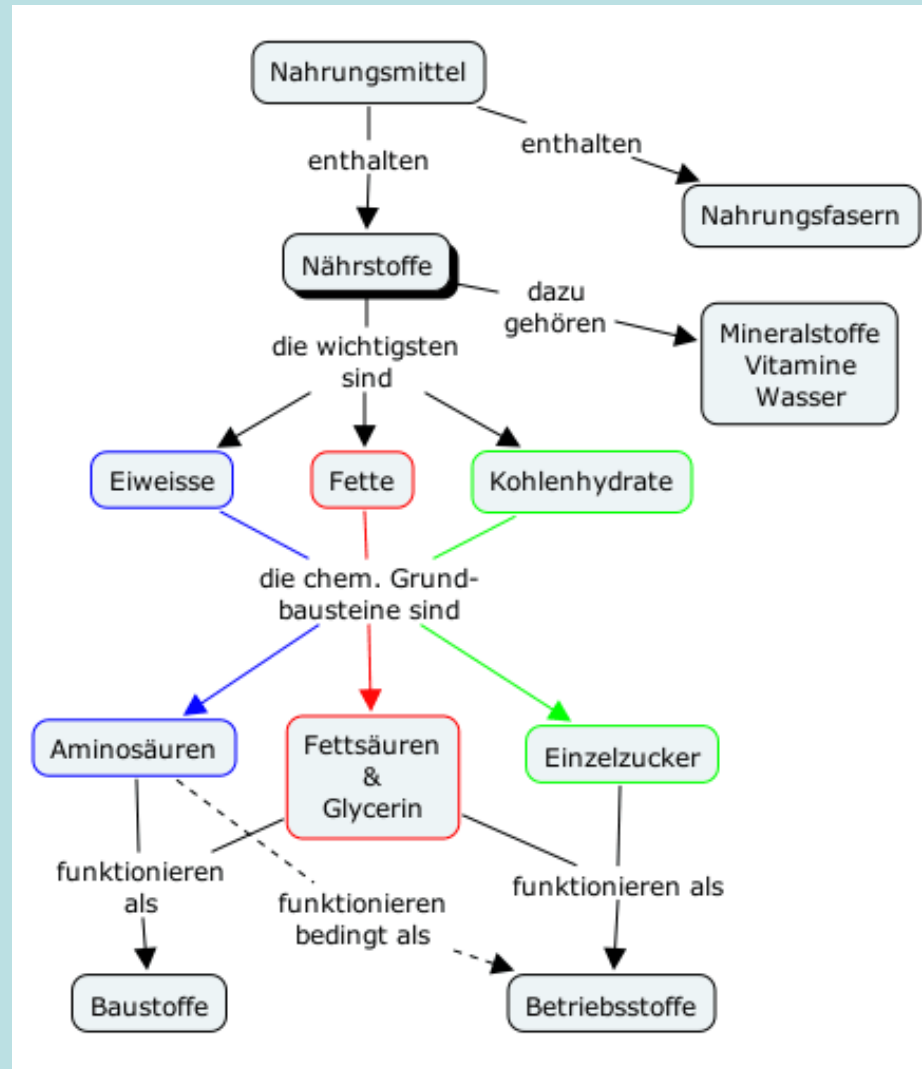 Nahrungsmittel
enthalten
enthalten
Nahrungsfasern
Nährstoffe
dazu
gehören
Mineralstoffe
Vitamine
Wasser
die wichtigsten
sind
Eiweisse
Fette
Kohlenhydrate
die chem. Grund-
bausteine sind
Aminosäuren
Fettsäuren
&
Glycerin
Einzelzucker
funktionieren
als
funktionieren
bedingt als
funktionieren als
Baustoffe
Betriebsstoffe